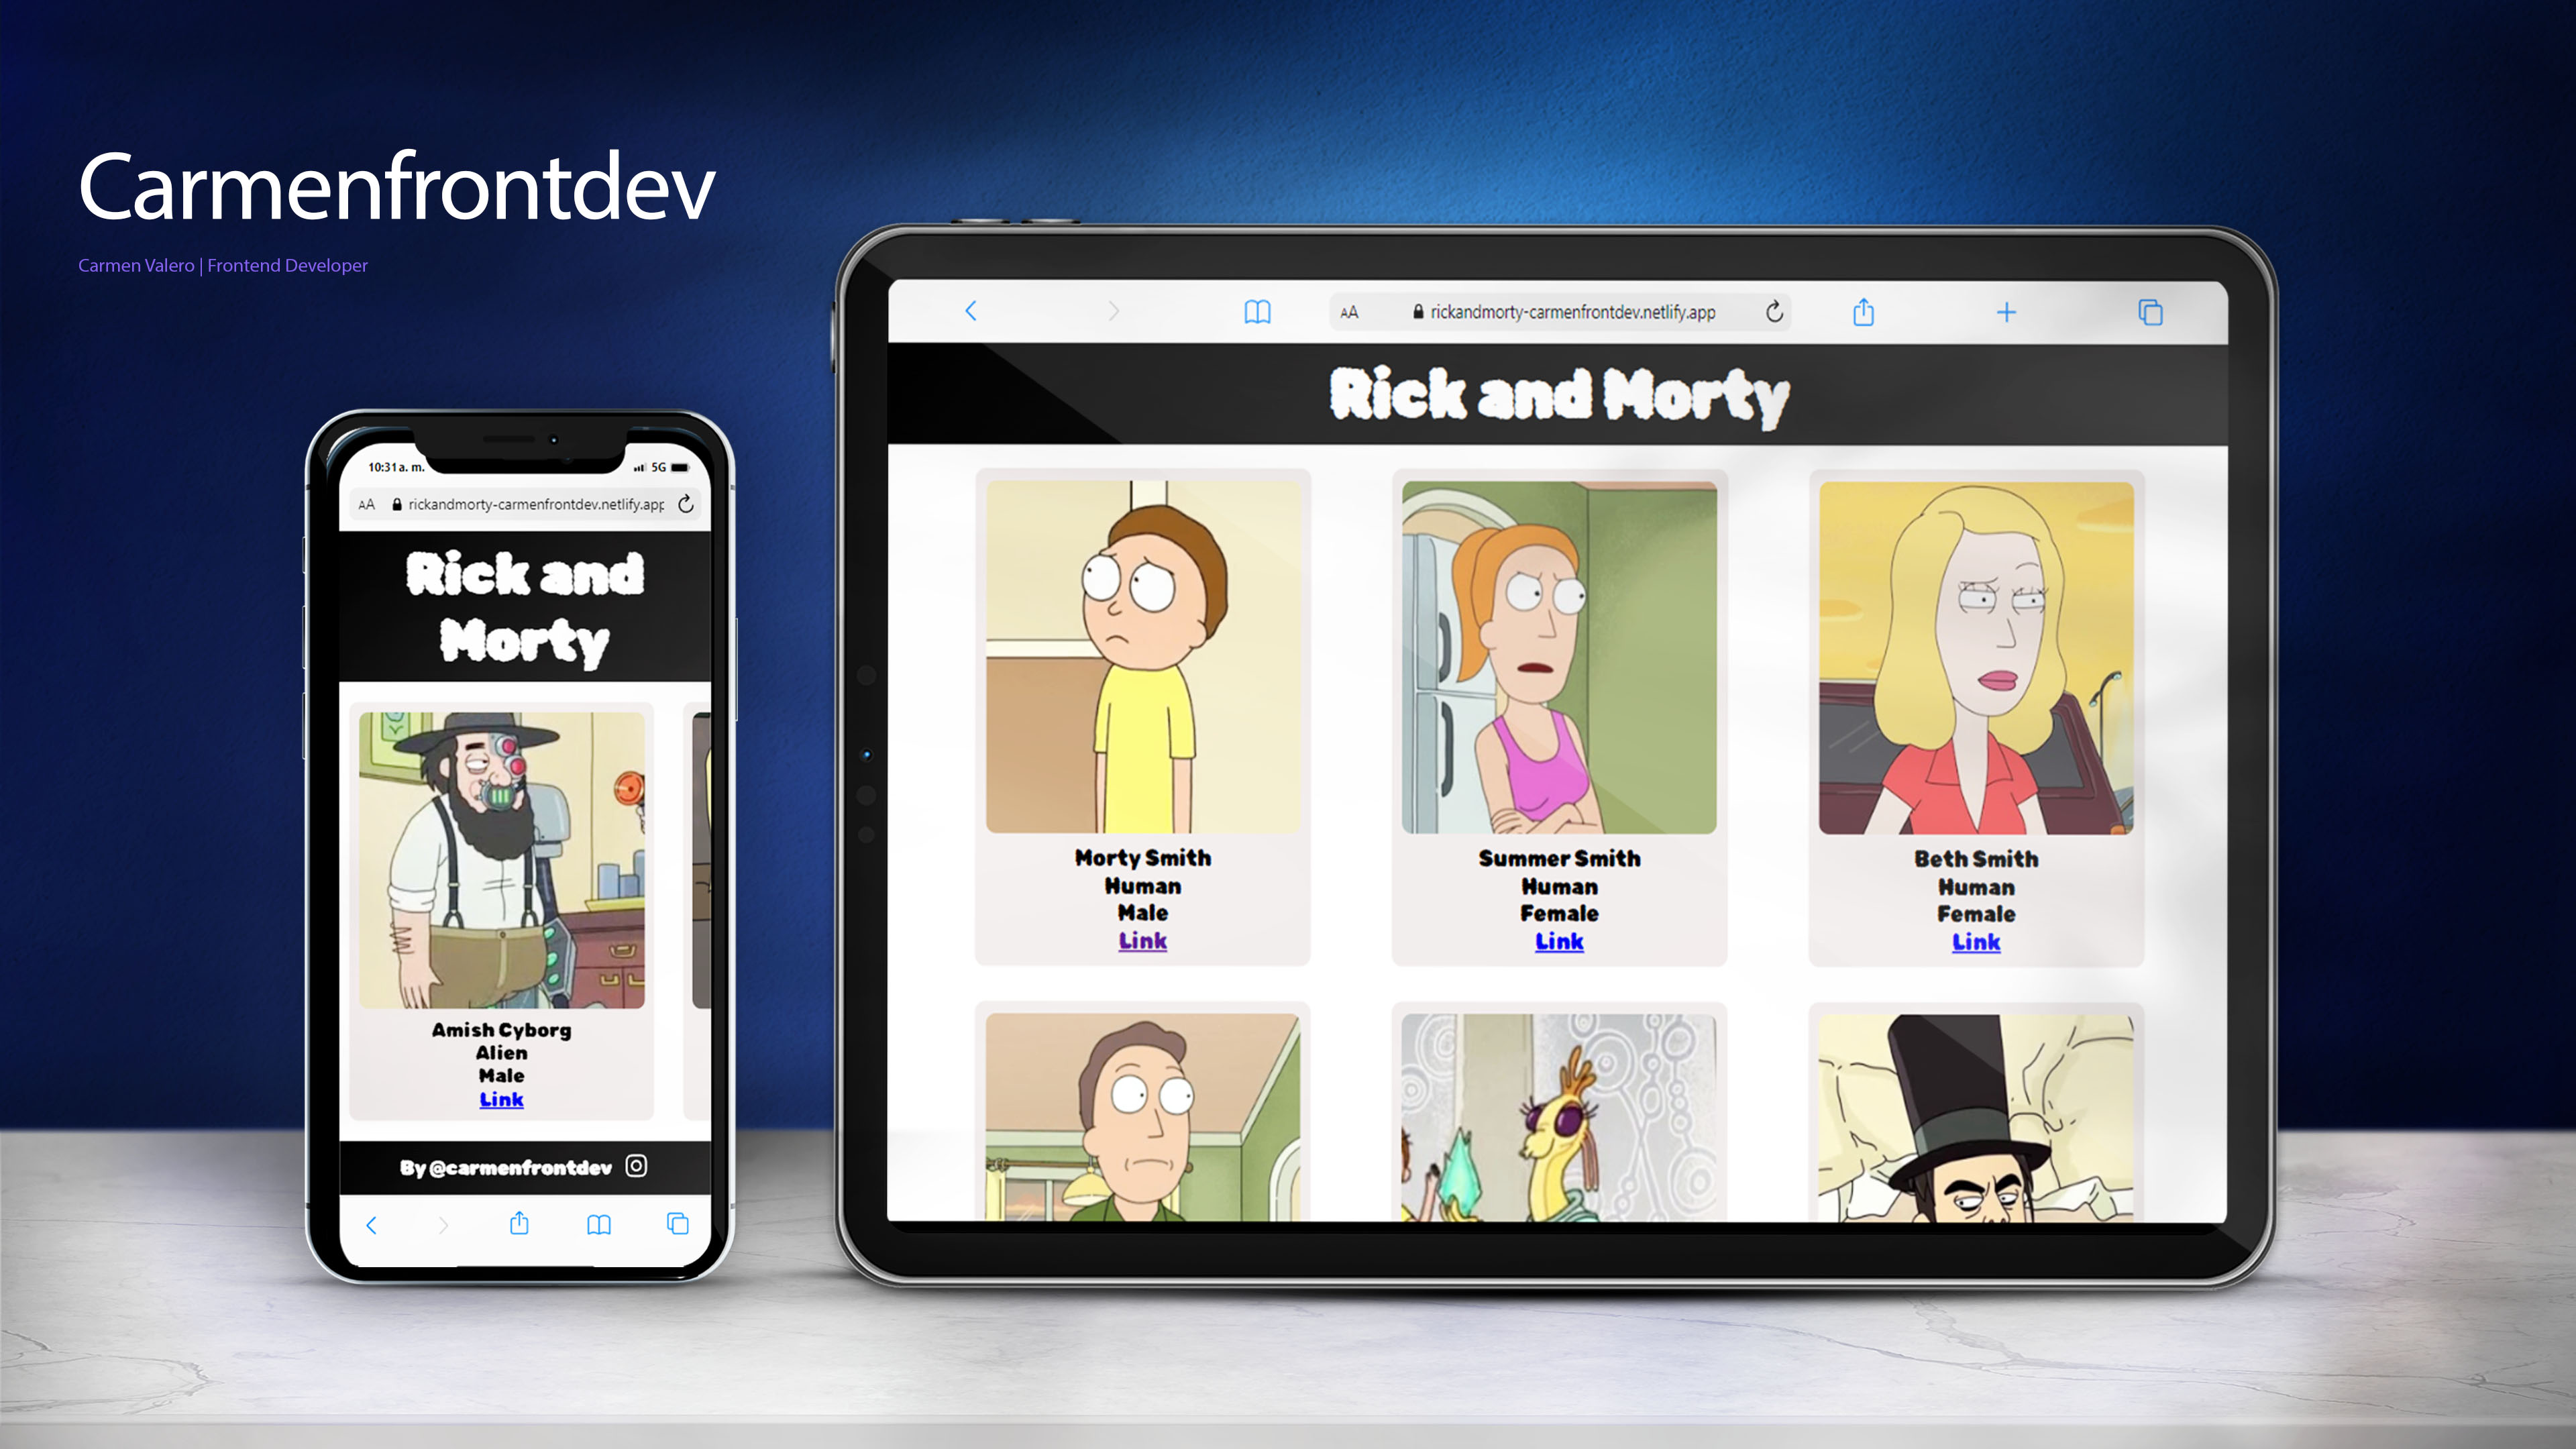 Carmenfrontdev
Carmen Valero | Frontend Developer
10:31 a. m.
5G
AA rickandmorty-carmenfrontdev.netlify.app
Rick and
Morty
Amish Cyborg
Alien
Male
Link
By @carmenfrontdev
AA rickandmorty-carmenfrontdev.netlify.app
Rick and Morty
Morty Smith
Human
Male
Link
Summer Smith
Human
Female
Link
Beth Smith
Human
Female
Link